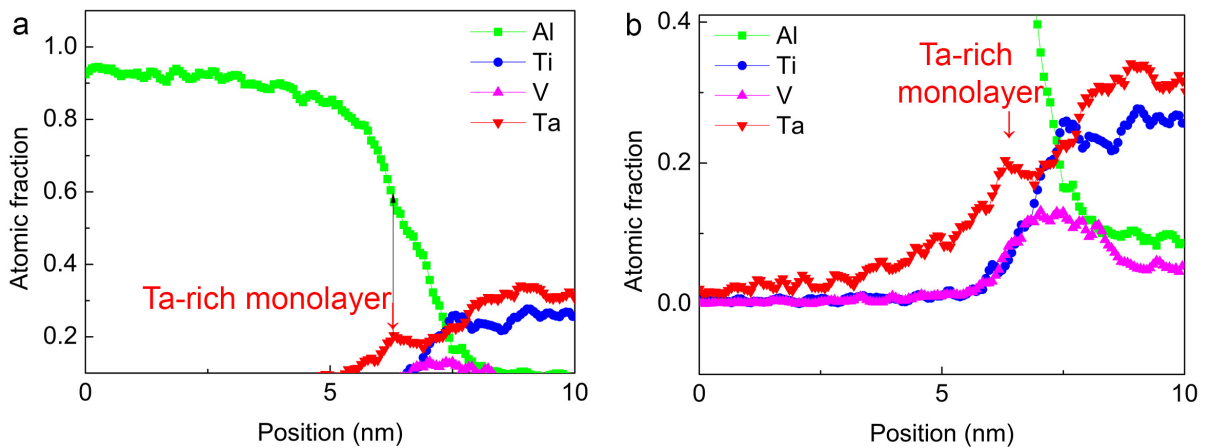 a
Al
Ti
V
Ta
1.0
0.8
0.6
0.4
0.2
Atomic fraction
Ta-rich monolayer
0
5
10
Position (nm)
b
Al
Ti
V
Ta
Ta-rich
monolayer
0.4
0.2
0.0
Atomic fraction
0
5
10
Position (nm)